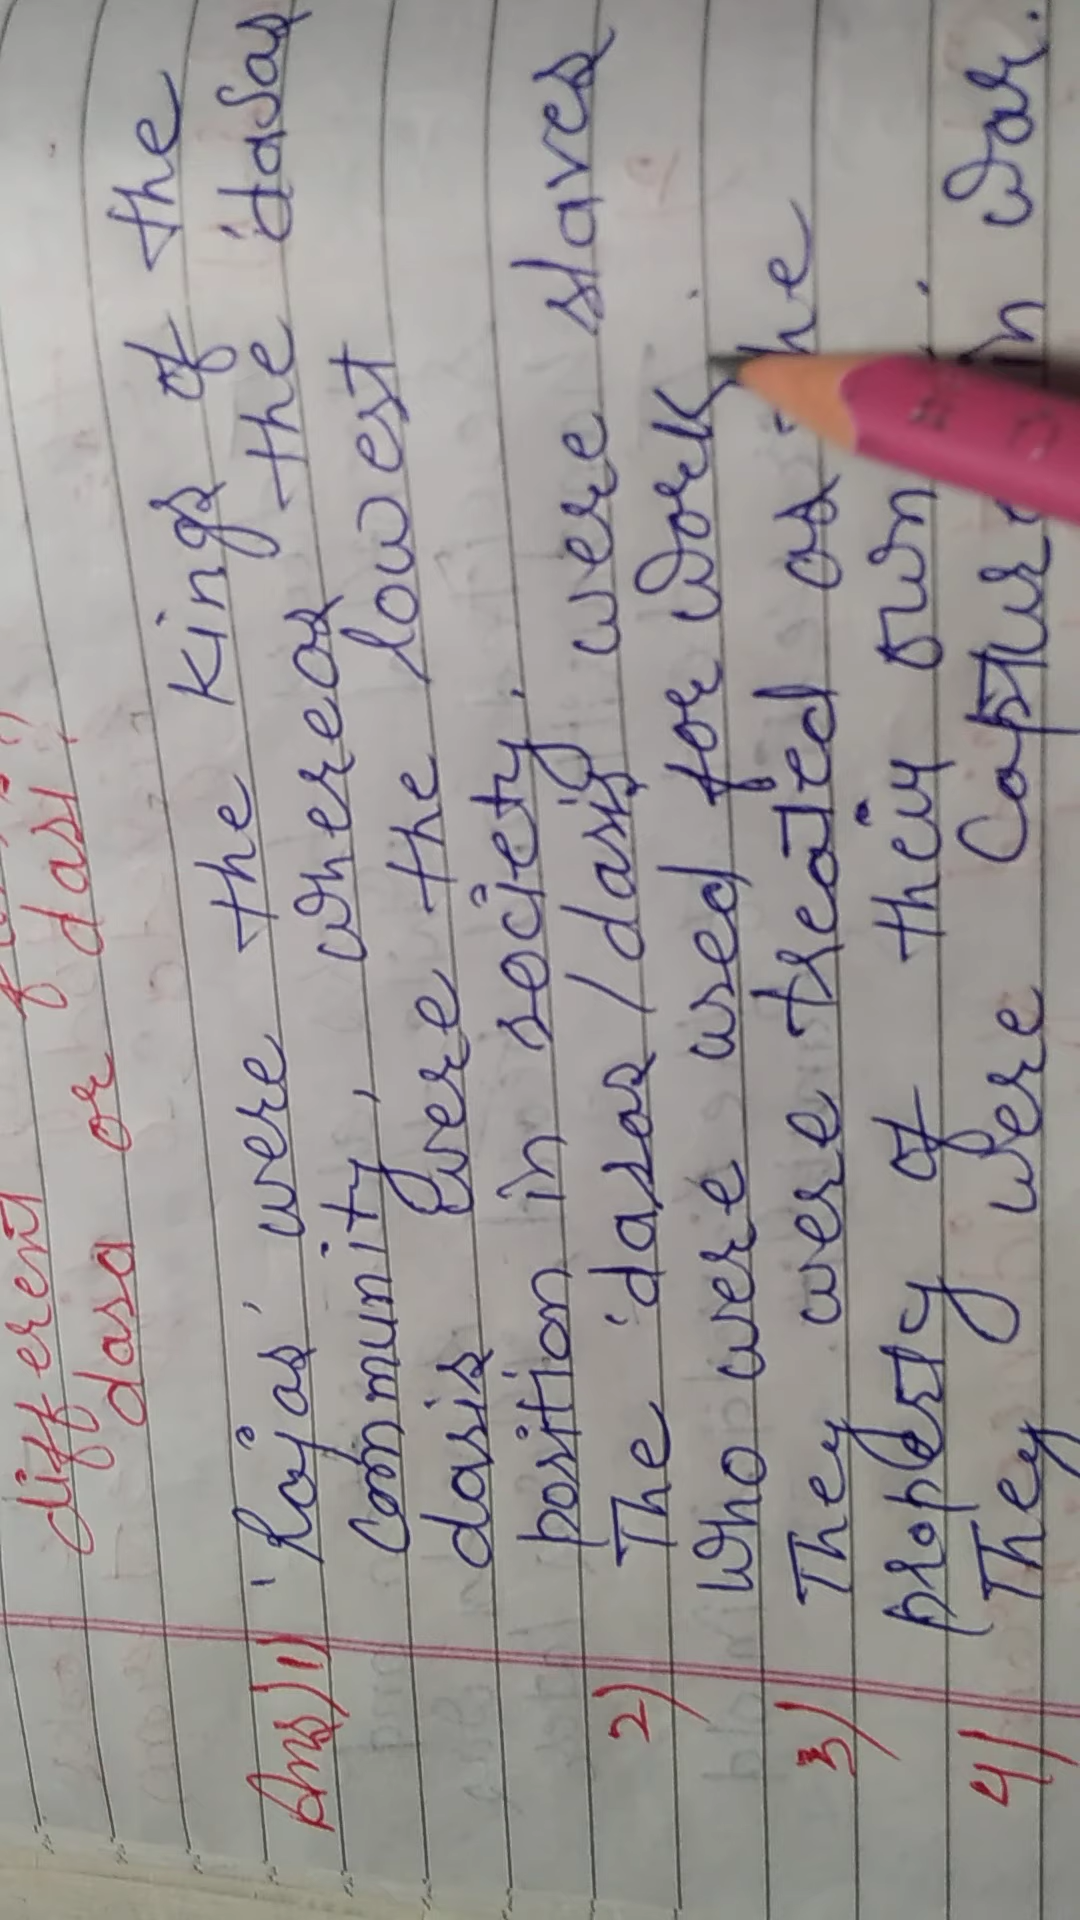 different
dasa or dasi?
Ans)1) 'Rajas' were the kings of the
community, whereas the 'dasas
dasis were the lowest
position in society.
2) The 'dasas/dasis were slaves
who were used for work.
3) They were treated as the
property of their own.
4) They were captured in war.